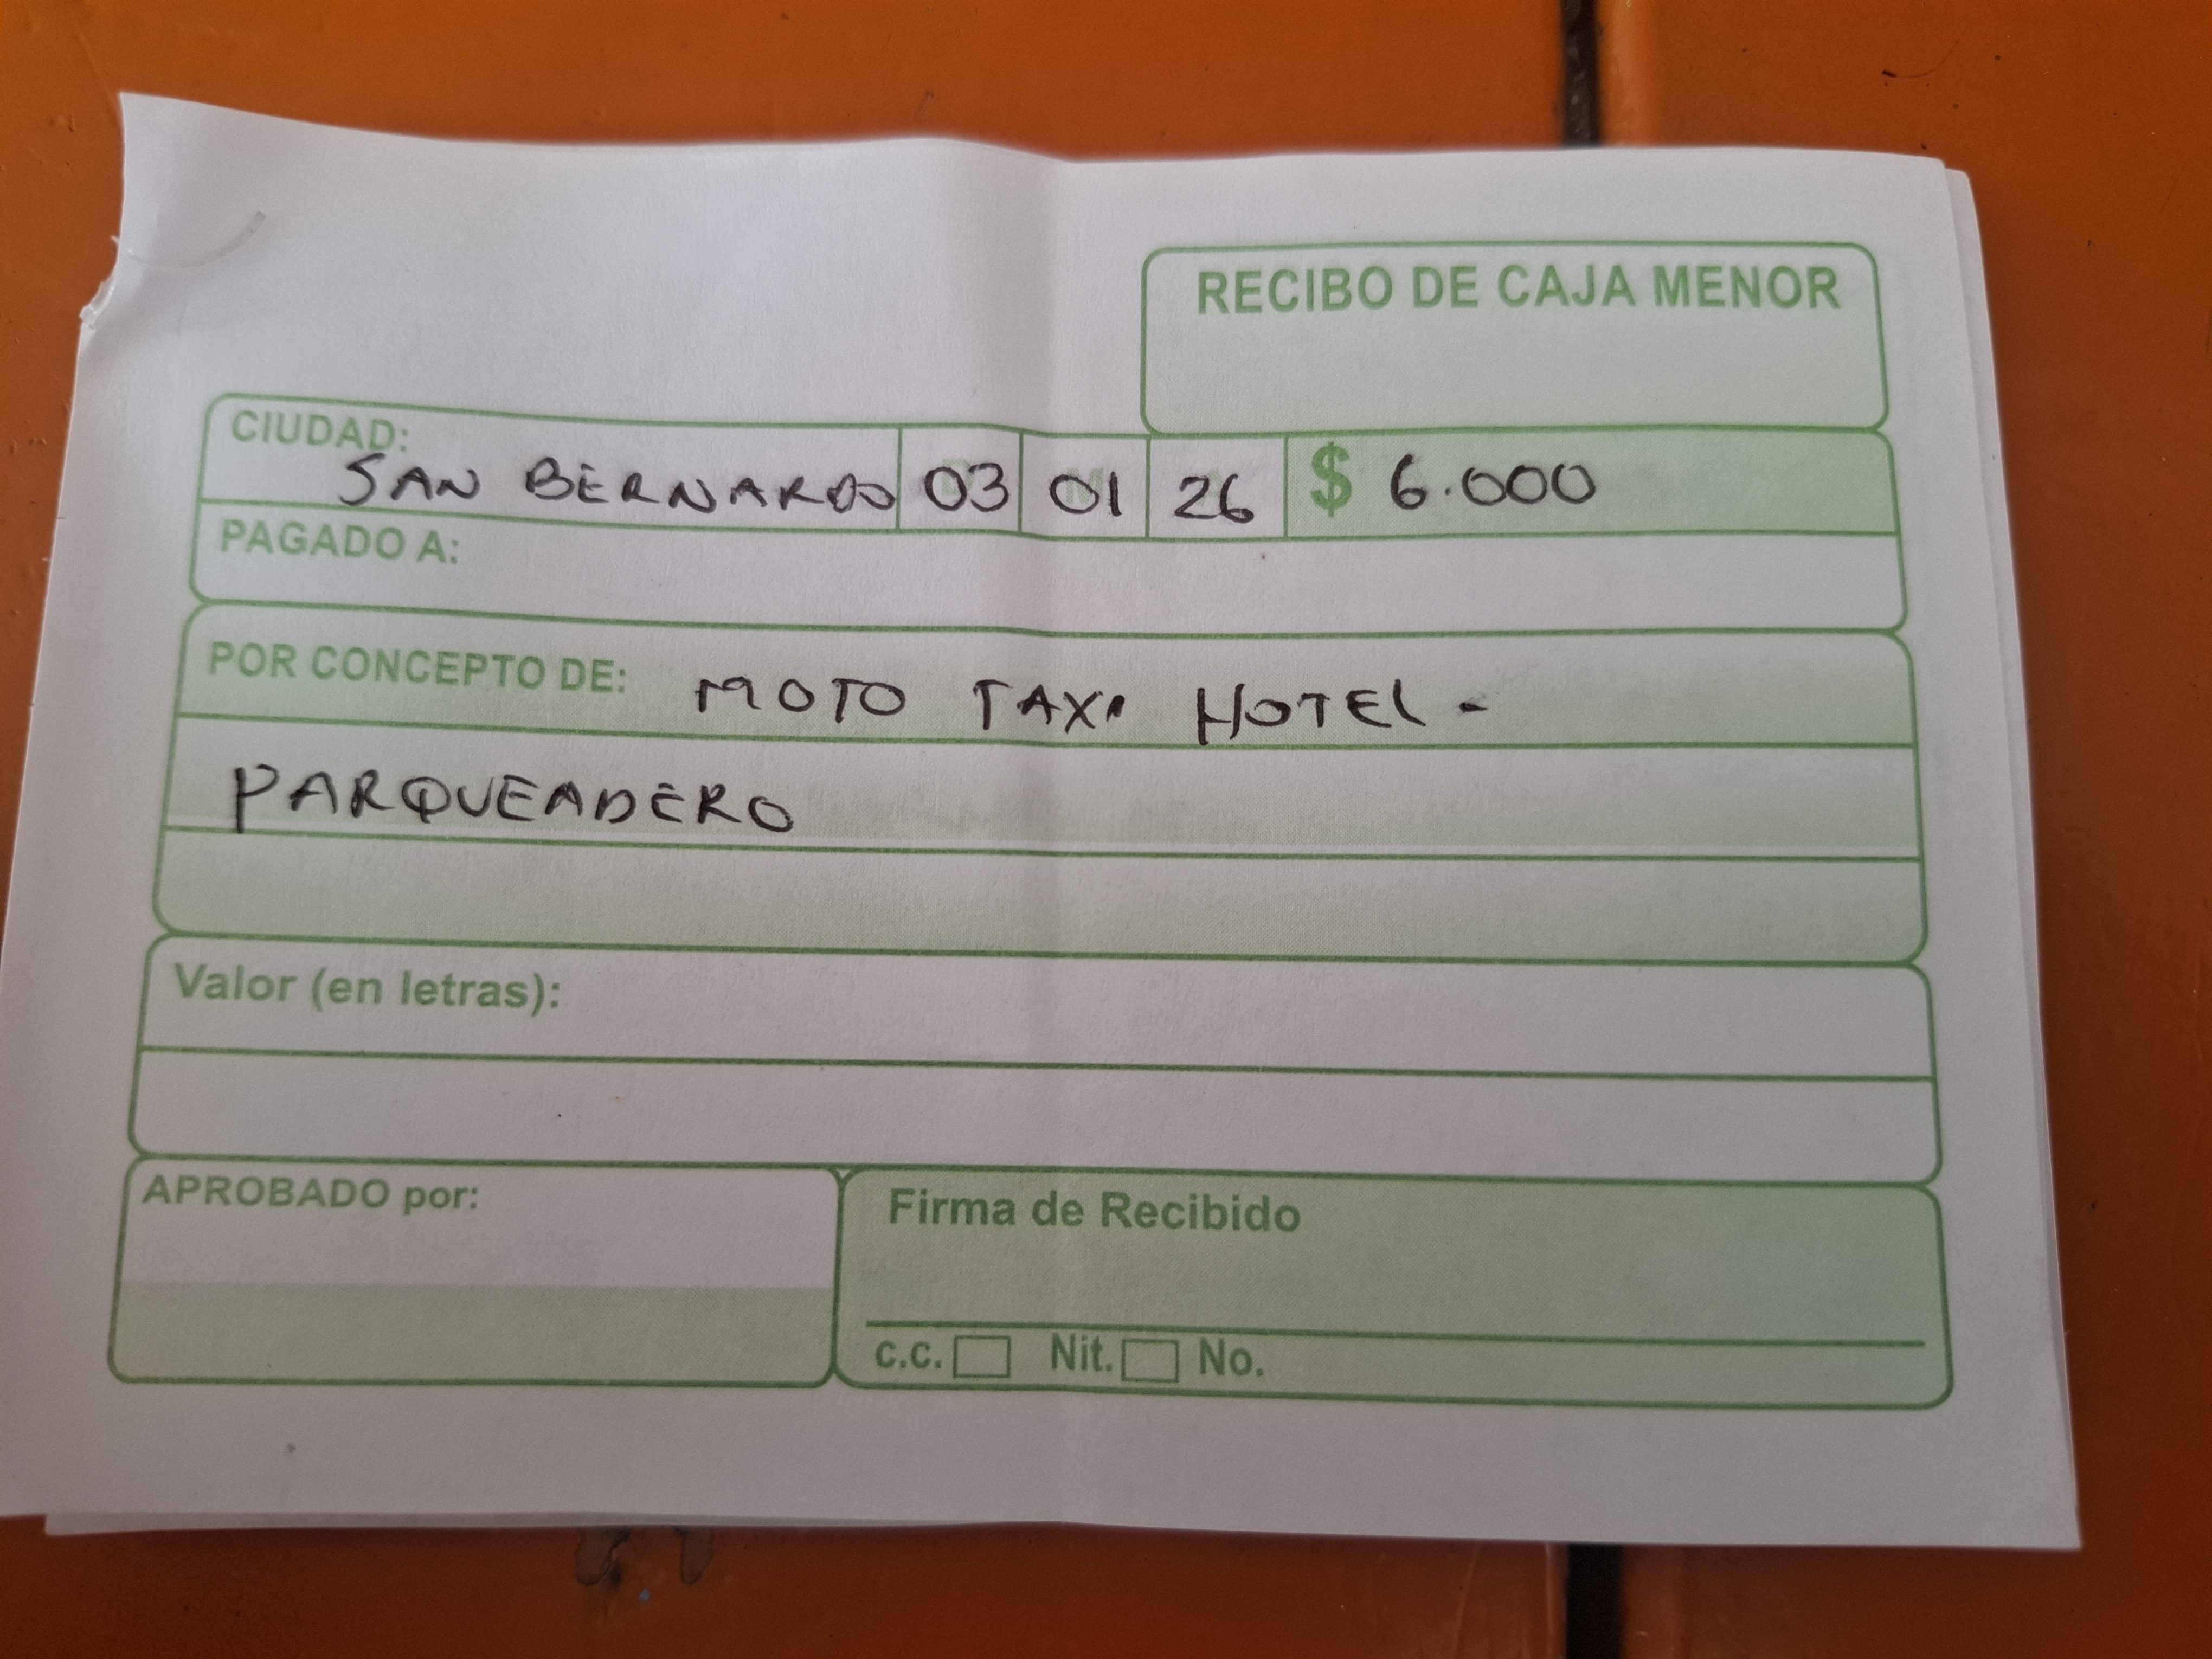 RECIBO DE CAJA MENOR
CIUDAD: SAN BERNARDO 03 01 26 $ 6.000
PAGADO A:
POR CONCEPTO DE: MOTO TAXI HOTEL -
PARQUEADERO
Valor (en letras):
APROBADO por:
Firma de Recibido
c.c. Nit. No.